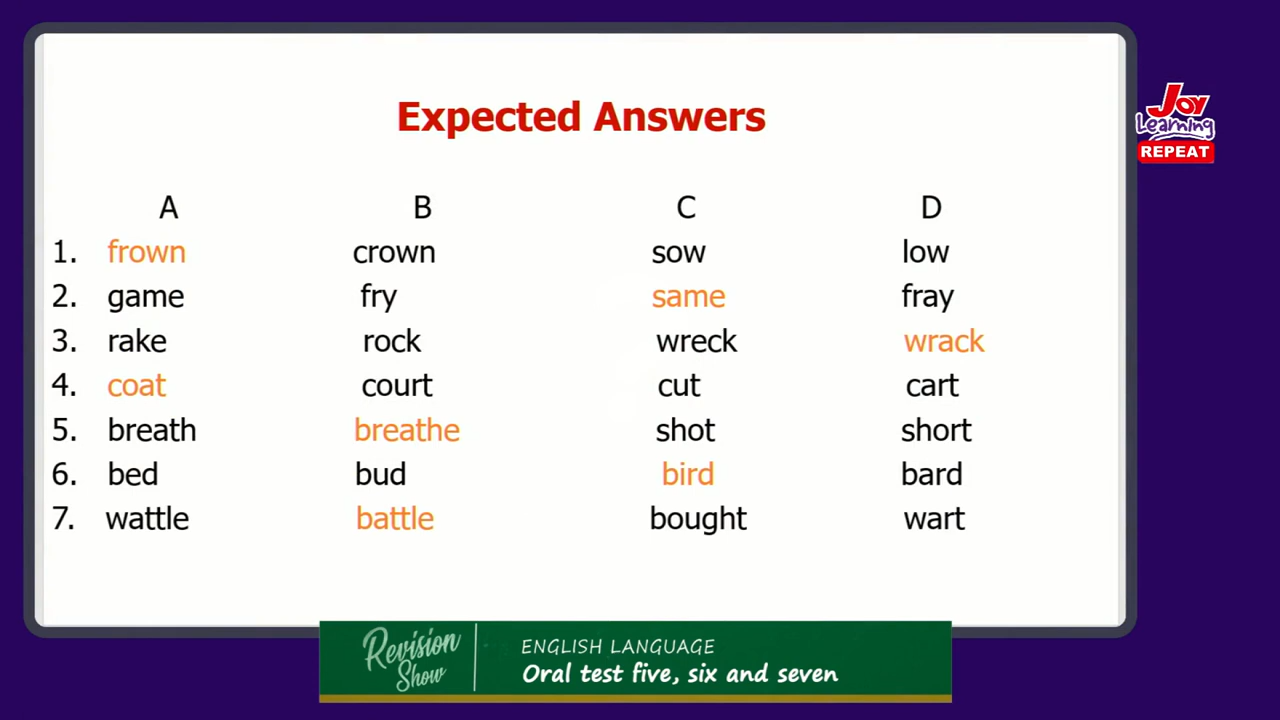 Expected Answers
JOY
Learning
REPEAT
A B C D
1. frown crown sow low
2. game fry same fray
3. rake rock wreck wrack
4. coat court cut cart
5. breath breathe shot short
6. bed bud bird bard
7. wattle battle bought wart
Revision
Show
ENGLISH LANGUAGE
Oral test five, six and seven